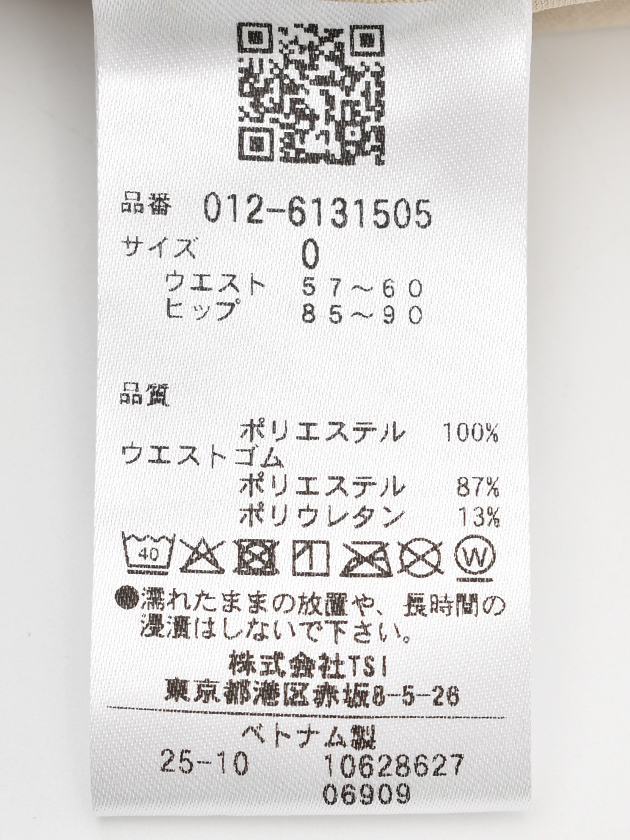 品番 012-6131505
サイズ 0
ウエスト 57～60
ヒップ 85～90
品質
ポリエステル 100%
ウエストゴム
ポリエステル 87%
ポリウレタン 13%
40 W
●濡れたままの放置や、長時間の
浸漬はしないで下さい。
株式会社TSI
東京都港区赤坂8-5-26
ベトナム製
25-10 10628627
06909